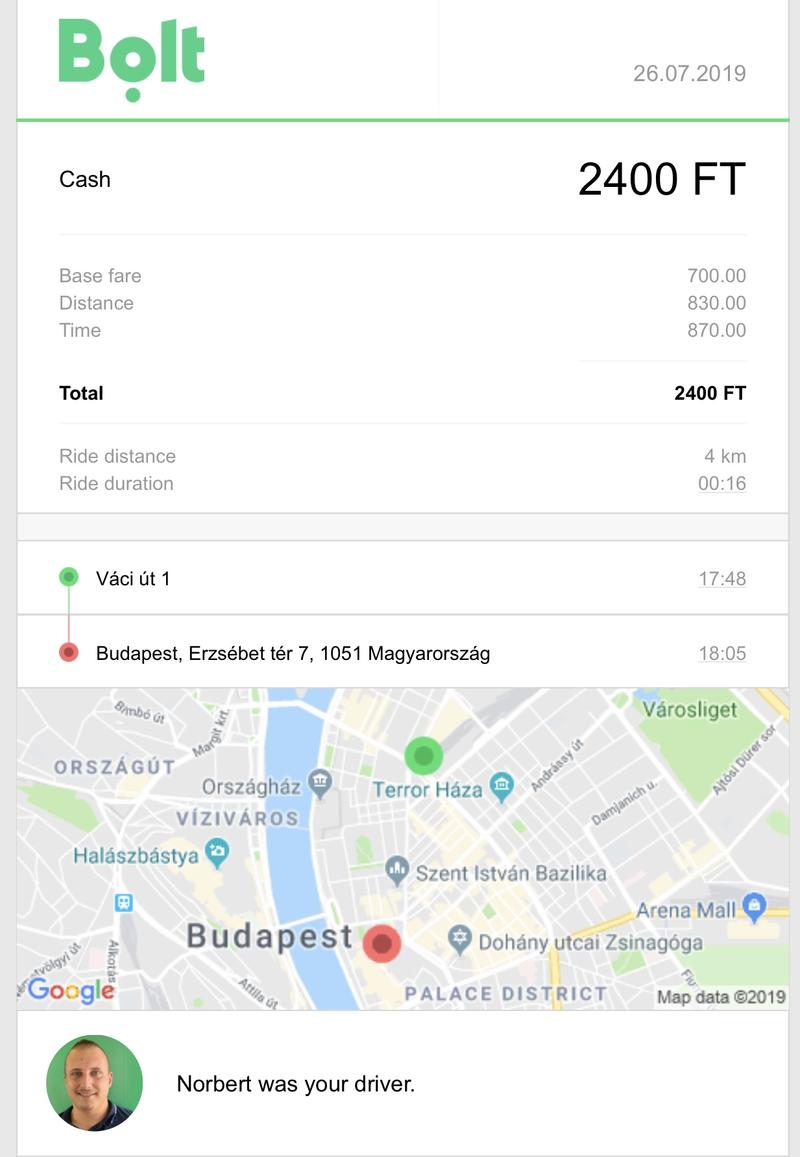 Bolt
26.07.2019
Cash 2400 FT
Base fare 700.00
Distance 830.00
Time 870.00
Total 2400 FT
Ride distance 4 km
Ride duration 00:16
Váci út 1 17:48
Budapest, Erzsébet tér 7, 1051 Magyarország 18:05
Bimbó út
Margit krt.
Városliget
ORSZÁGÚT
Országház
Terror Háza
Andrássy út
Ajtósi Dürer sor
Damjanich u.
VÍZIVÁROS
Halászbástya
Szent István Bazilika
Arena Mall
Budapest
Dohány utcai Zsinagóga
Alkotás
Attila út
PALACE DISTRICT
Google
Map data ©2019
Norbert was your driver.